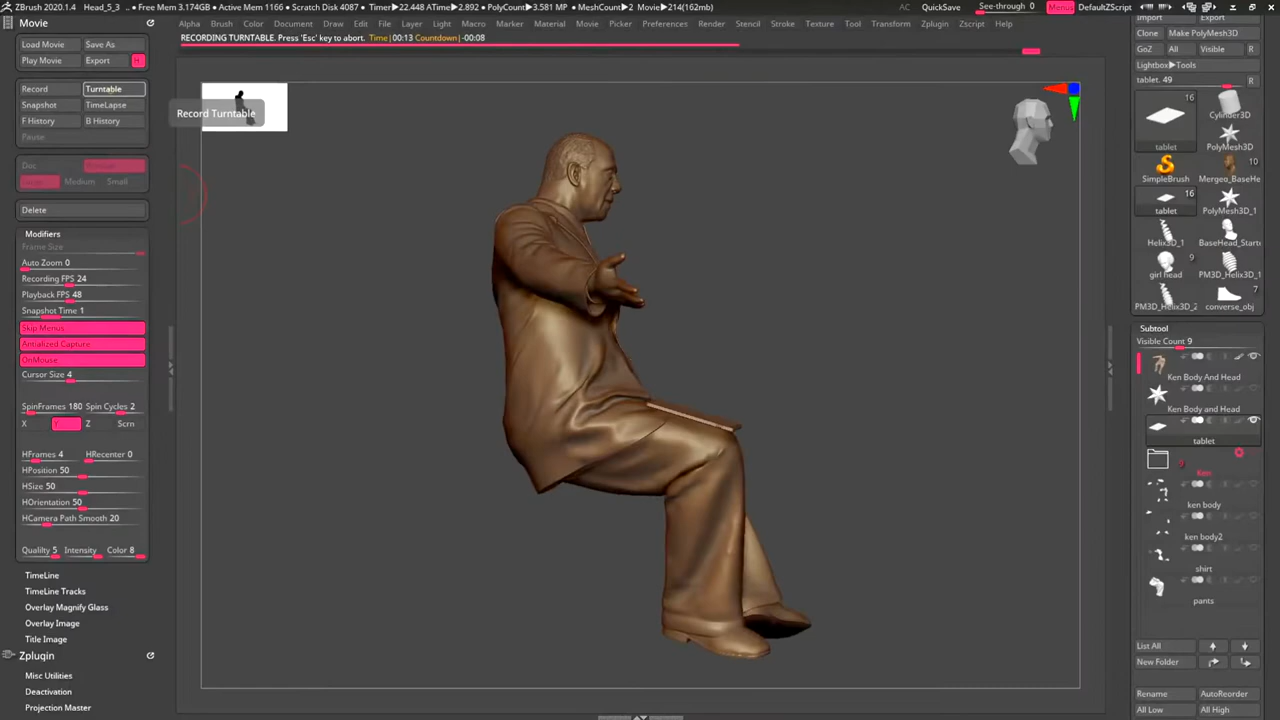 ZBrush 2020.1.4 Head_5_3 .. • Free Mem 3.174GB • Active Mem 1166 • Scratch Disk 4087 • Timer▶22.448 ATime▶2.892 • PolyCount▶3.581 MP • MeshCount▶2 Movie▶214(162mb) AC QuickSave See-through 0 Menus DefaultZScript
Movie Alpha Brush Color Document Draw Edit File Layer Light Macro Marker Material Movie Picker Preferences Render Stencil Stroke Texture Tool Transform Zplugin Zscript
RECORDING TURNTABLE. Press 'Esc' key to abort. Time|00:13 Countdown|-00:08
Load Movie Save As
Play Movie Export H
Record Turntable
Snapshot TimeLapse
F History B History
Pause
Record Turntable
Doc
Medium Small
Delete
Modifiers
Frame Size
Auto Zoom 0
Recording FPS 24
Playback FPS 48
Snapshot Time 1
Skip Menus
Antialized Capture
OnMouse
Cursor Size 4
SpinFrames 180 Spin Cycles 2
X Y Z Scrn
HFrames 4 HRecenter 0
HPosition 50
HSize 50
HOrientation 50
HCamera Path Smooth 20
Quality 5 Intensity Color 8
TimeLine
TimeLine Tracks
Overlay Magnify Glass
Overlay Image
Title Image
Zplugin
Misc Utilities
Deactivation
Projection Master
Import Export
Clone Make PolyMesh3D
GoZ All Visible R
Lightbox▶Tools
tablet. 49 R
16
tablet Cylinder3D
PolyMesh3D
10
SimpleBrush Mergeo_BaseHe
16
tablet PolyMesh3D_1
Helix3D_1 BaseHead_Starte
9
girl head PM3D_Helix3D_1
7
PM3D_Helix3D_2 converse_obj
Subtool
Visible Count 9
Ken Body And Head
Ken Body and Head
tablet
9
Ken
ken body
ken body2
shirt
pants
List All
New Folder
Rename AutoReorder
All Low All High